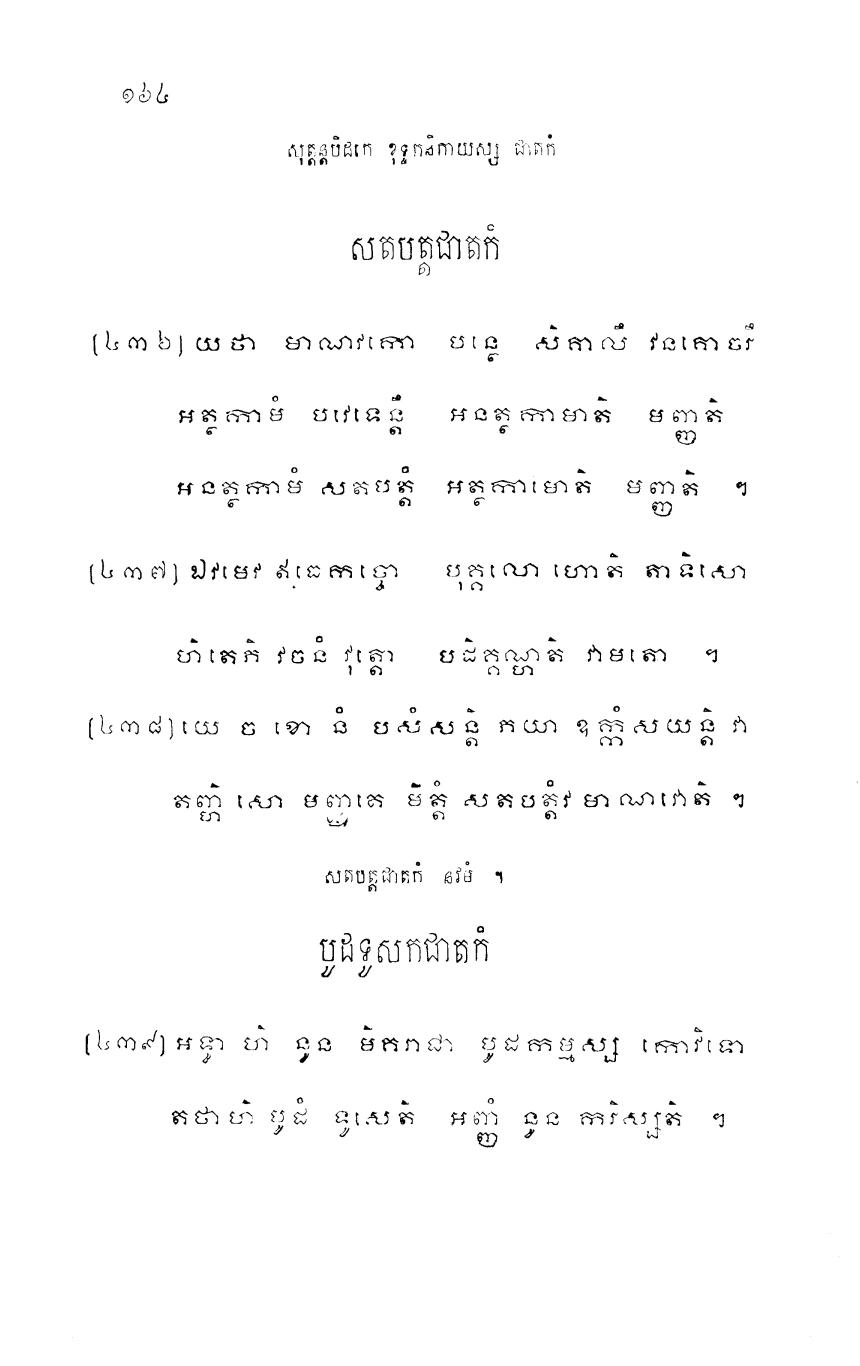 ១៦៤
សុត្តន្តបិដកេ ខុទ្ទកនិកាយស្ស ជាតកំ
សតបត្តជាតកំ
(៤៣៦) យថា មាណវកោ បន្ថេ សិគាលឹ វនគោចរឹ
អត្ថកាមំ បវេទេន្តឹ អនត្ថកាមាតិ មញ្ញតិ
អនត្ថកាមំ សតបត្តំ អត្ថកាមោតិ មញ្ញតិ ។
(៤៣៧) ឯវមេវ ឥធេកច្ចោ បុគ្គលោ ហោតិ តាទិសោ
ហិតេភិ វចនំ វុត្តោ បដិគ្គណ្ហតិ វាមតោ ។
(៤៣៨) យេ ច ខោ នំ បសំសន្តិ ភយា ឧក្កំសយន្តិ វា
តញ្ហិ សោ មញ្ញតេ មិត្តំ សតបត្តំវ មាណវោតិ ។
សតបត្តជាតកំ នវមំ ។
បូដទូសកជាតកំ
(៤៣៩) អទ្ធា ហិ នូន មិគរាជា បូដកម្មស្ស កោវិទោ
តថាហិ បូដំ ទូសេតិ អញ្ញំ នូន ករិស្សតិ ។